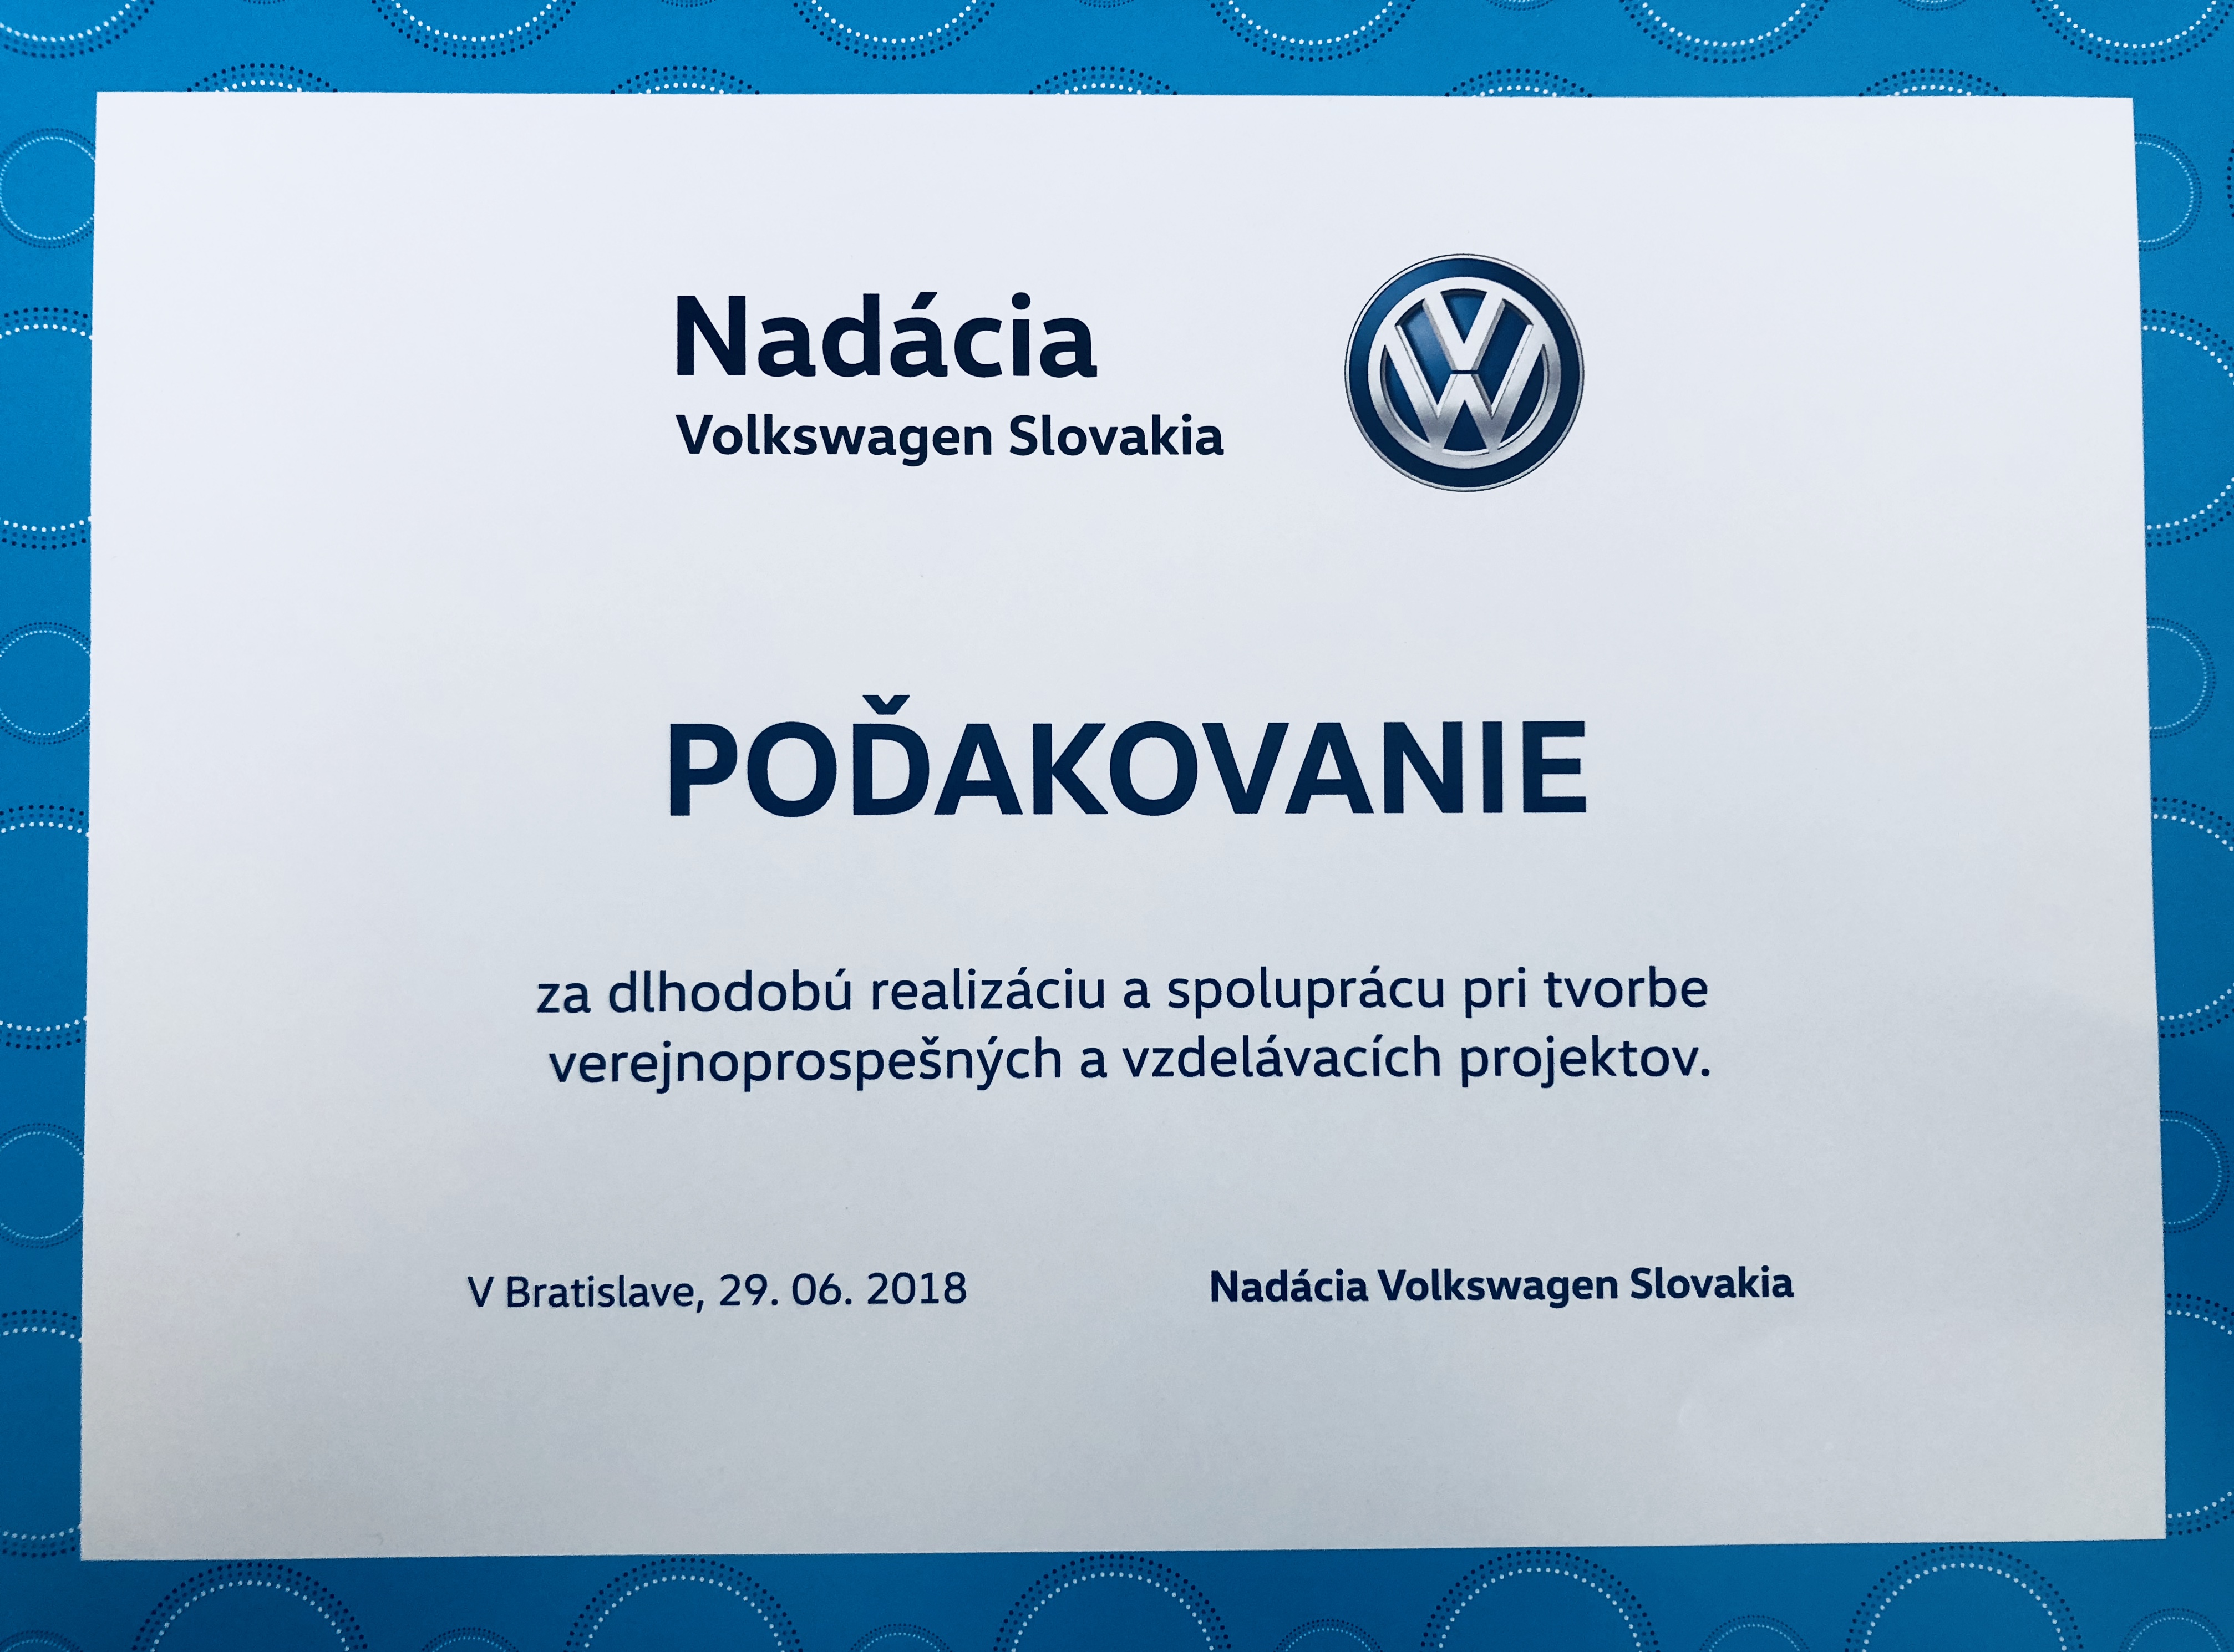 Nadácia
Volkswagen Slovakia
POĎAKOVANIE
za dlhodobú realizáciu a spoluprácu pri tvorbe
verejnoprospešných a vzdelávacích projektov.
V Bratislave, 29. 06. 2018
Nadácia Volkswagen Slovakia